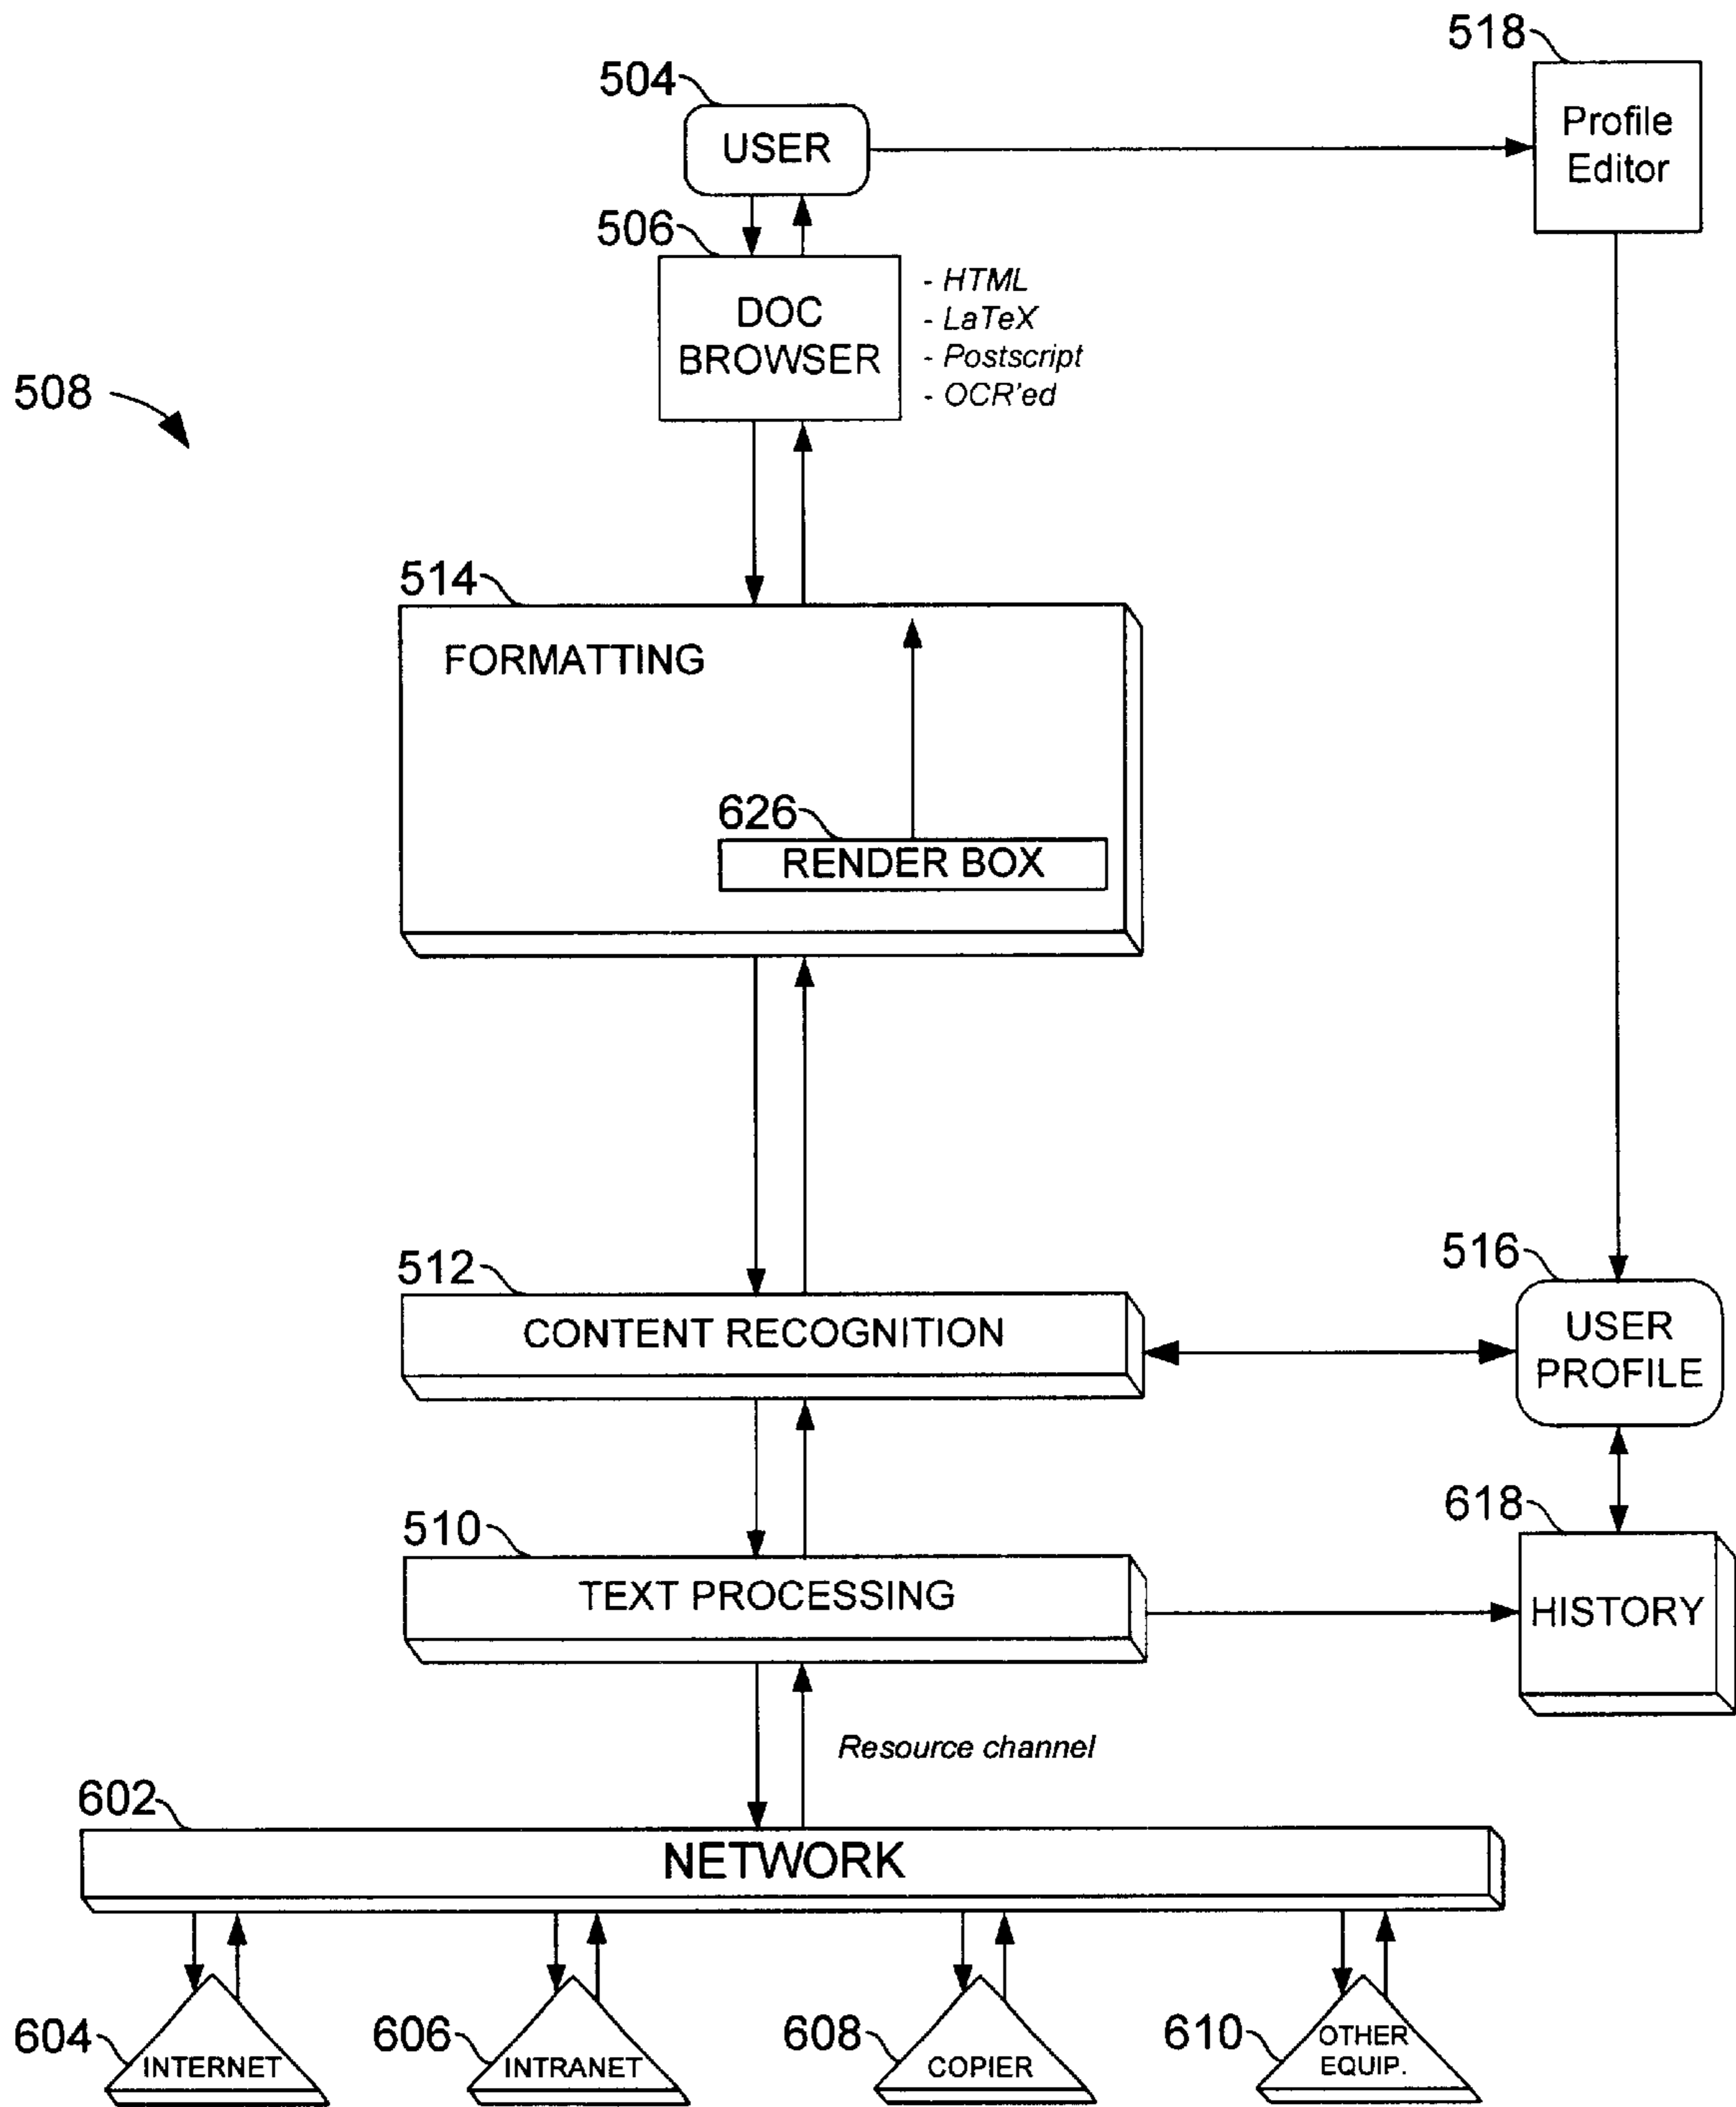 518
504
USER
Profile
Editor
506
DOC
BROWSER
- HTML
- LaTeX
- Postscript
- OCR'ed
508
514
FORMATTING
626
RENDER BOX
512
CONTENT RECOGNITION
516
USER
PROFILE
510
TEXT PROCESSING
618
HISTORY
Resource channel
602
NETWORK
604
INTERNET
606
INTRANET
608
COPIER
610
OTHER
EQUIP.